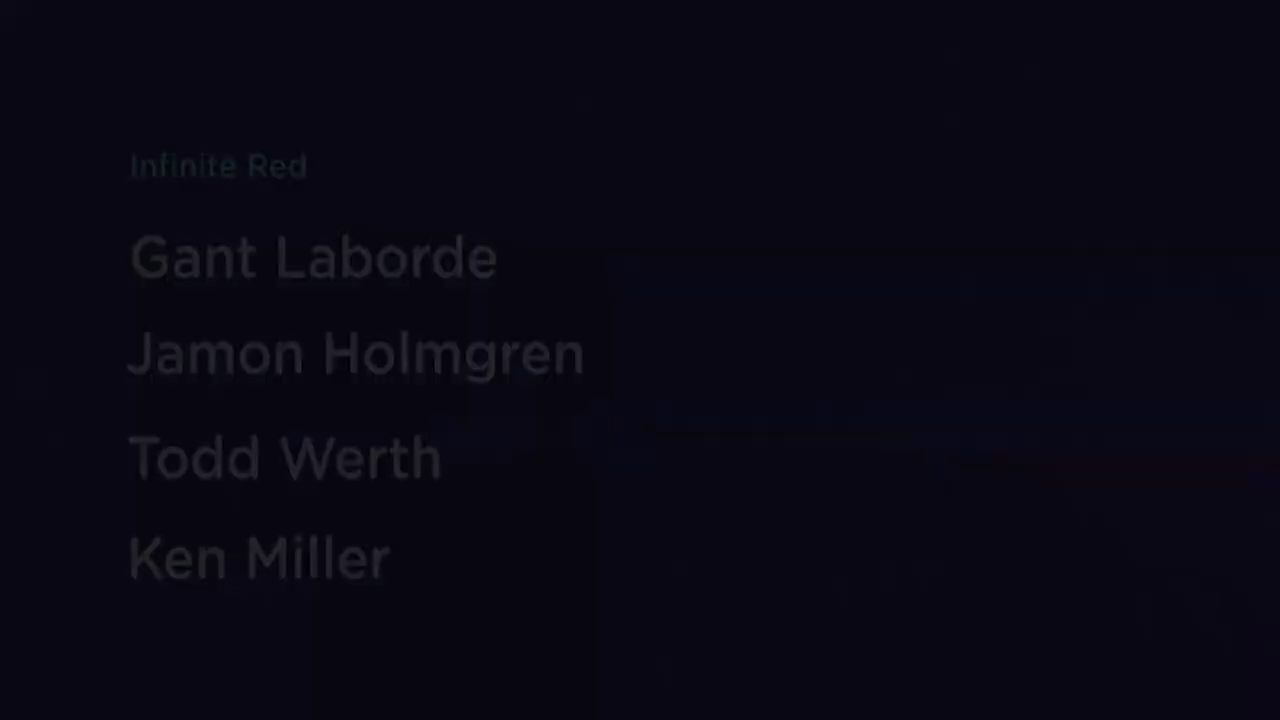 Infinite Red
Gant Laborde
Jamon Holmgren
Todd Werth
Ken Miller